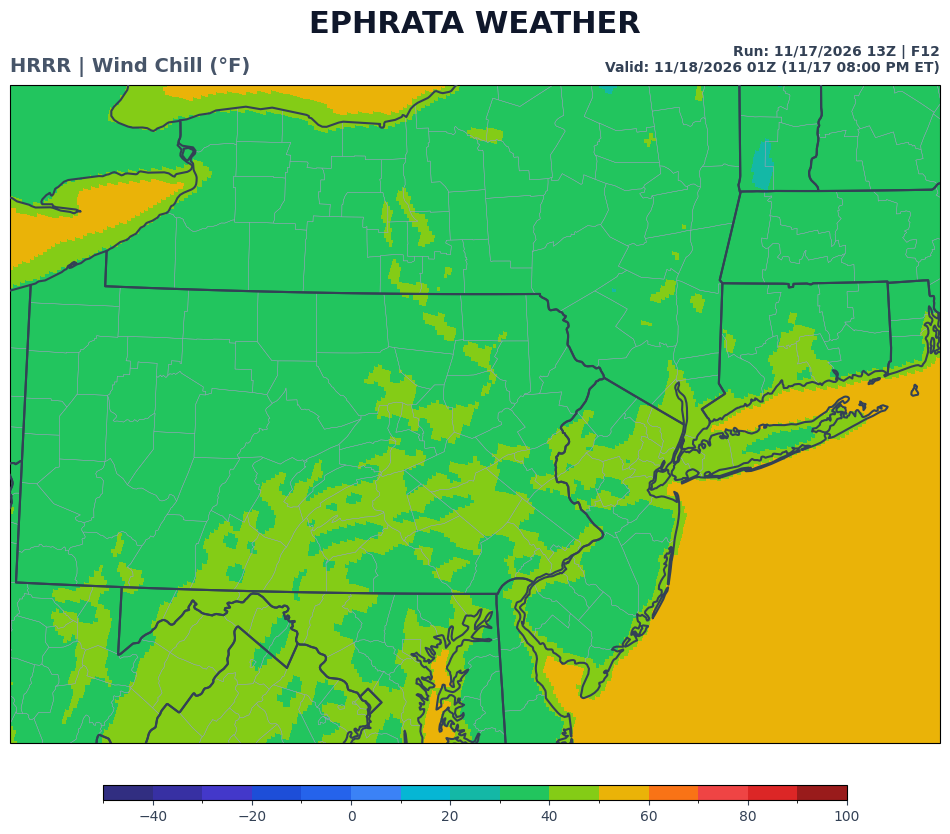 EPHRATA WEATHER
HRRR | Wind Chill (°F)
Run: 11/17/2026 13Z | F12
Valid: 11/18/2026 01Z (11/17 08:00 PM ET)
−40 −20 0 20 40 60 80 100